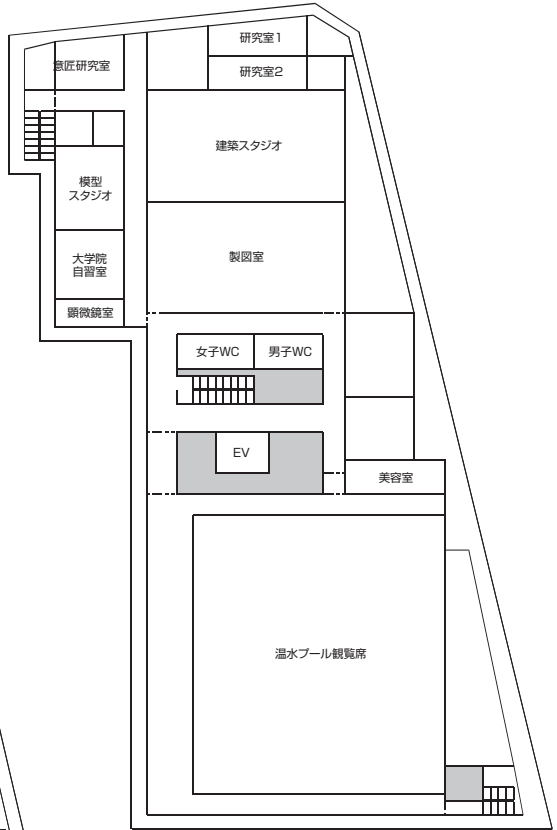 研究室1
意匠研究室
研究室2
建築スタジオ
模型
スタジオ
製図室
大学院
自習室
顕微鏡室
女子WC
男子WC
EV
美容室
温水プール観覧席